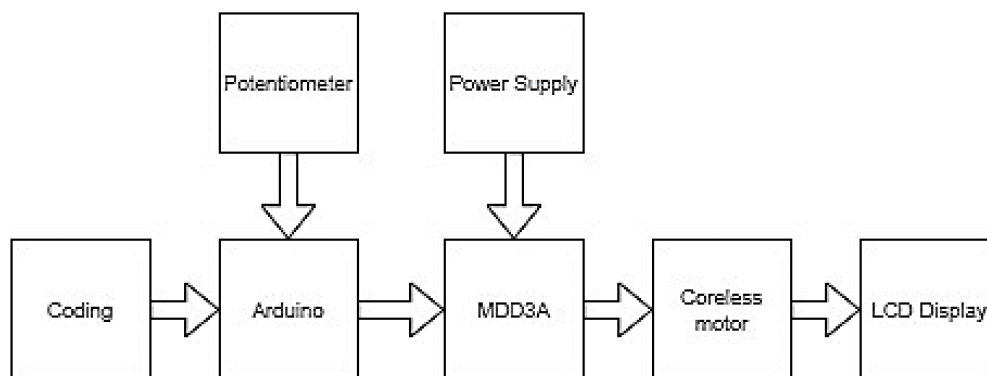 Potentiometer
Power Supply
Coding
Arduino
MDD3A
Coreless
motor
LCD Display